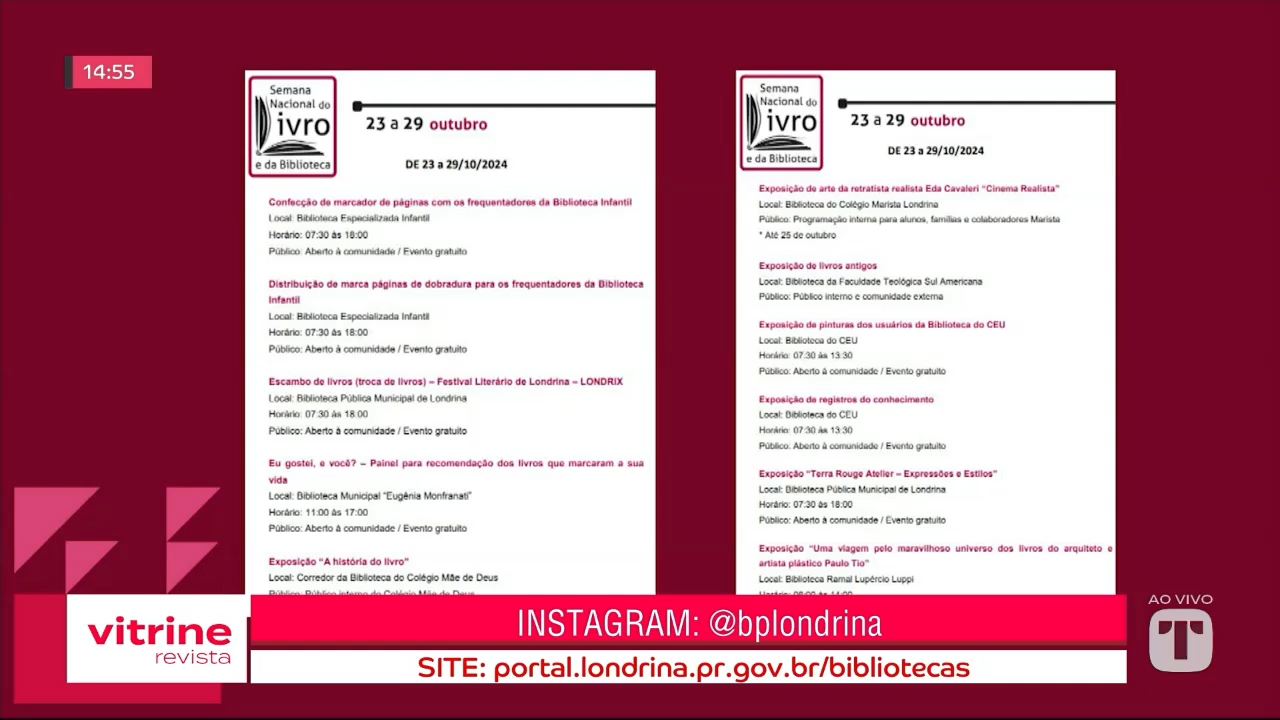 14:55
Semana
Nacional do
livro
e da Biblioteca
23 a 29 outubro
DE 23 a 29/10/2024
Confecção de marcador de páginas com os frequentadores da Biblioteca Infantil
Local: Biblioteca Especializada Infantil
Horário: 07:30 às 18:00
Público: Aberto à comunidade / Evento gratuito
Distribuição de marca páginas de dobradura para os frequentadores da Biblioteca
Infantil
Local: Biblioteca Especializada Infantil
Horário: 07:30 às 18:00
Público: Aberto à comunidade / Evento gratuito
Escambo de livros (troca de livros) – Festival Literário de Londrina – LONDRIX
Local: Biblioteca Pública Municipal de Londrina
Horário: 07:30 às 18:00
Público: Aberto à comunidade / Evento gratuito
Eu gostei, e você? – Painel para recomendação dos livros que marcaram a sua
vida
Local: Biblioteca Municipal "Eugênia Monfranati"
Horário: 11:00 às 17:00
Público: Aberto à comunidade / Evento gratuito
Exposição "A história do livro"
Local: Corredor da Biblioteca do Colégio Mãe de Deus
Público: Público interno do Colégio Mãe de Deus
Semana
Nacional do
livro
e da Biblioteca
23 a 29 outubro
DE 23 a 29/10/2024
Exposição de arte da retratista realista Eda Cavaleri "Cinema Realista"
Local: Biblioteca do Colégio Marista Londrina
Público: Programação interna para alunos, famílias e colaboradores Marista
* Até 25 de outubro
Exposição de livros antigos
Local: Biblioteca da Faculdade Teológica Sul Americana
Público: Público interno e comunidade externa
Exposição de pinturas dos usuários da Biblioteca do CEU
Local: Biblioteca do CEU
Horário: 07:30 às 13:30
Público: Aberto à comunidade / Evento gratuito
Exposição de registros do conhecimento
Local: Biblioteca do CEU
Horário: 07:30 às 13:30
Público: Aberto à comunidade / Evento gratuito
Exposição "Terra Rouge Atelier – Expressões e Estilos"
Local: Biblioteca Pública Municipal de Londrina
Horário: 07:30 às 18:00
Público: Aberto à comunidade / Evento gratuito
Exposição "Uma viagem pelo maravilhoso universo dos livros do arquiteto e
artista plástico Paulo Tio"
Local: Biblioteca Ramal Lupércio Luppi
Horário: 08:00 às 14:00
vitrine
revista
INSTAGRAM: @bplondrina
SITE: portal.londrina.pr.gov.br/bibliotecas
AO VIVO
T